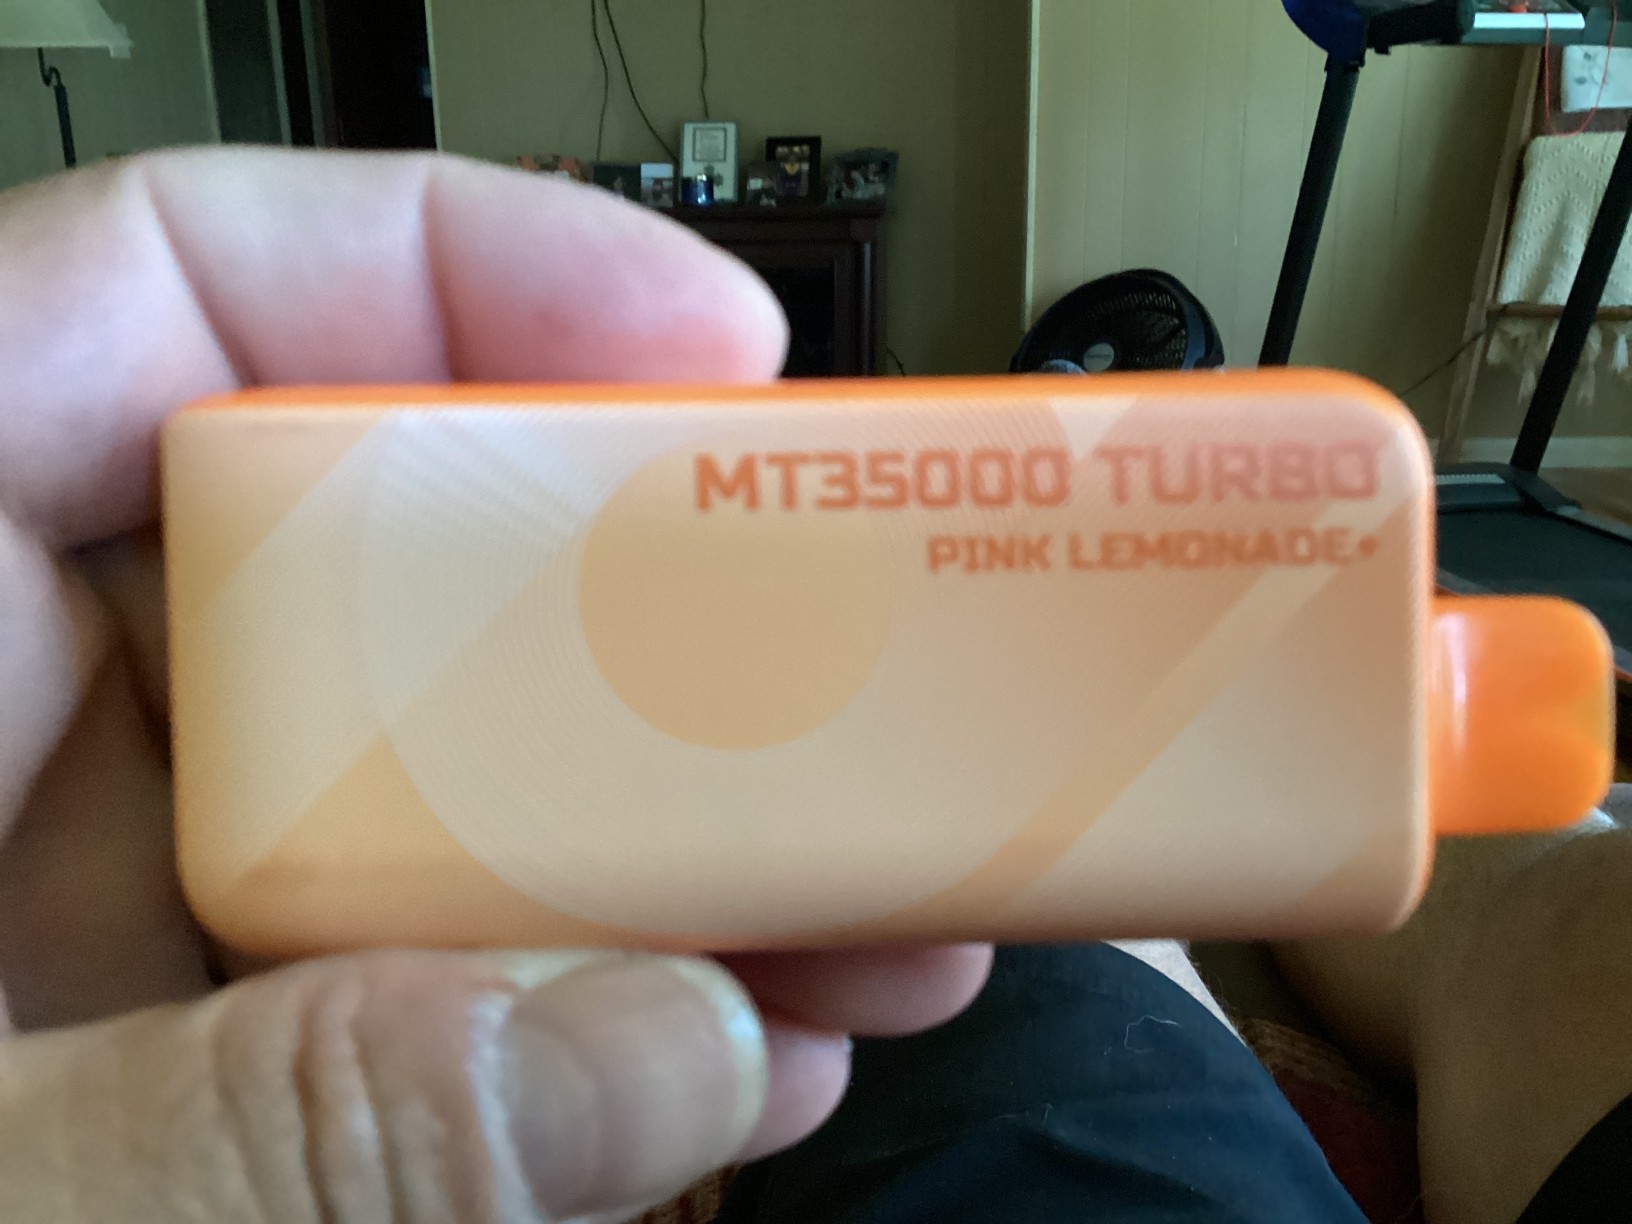 MT35000 TURBO
PINK LEMONADE+